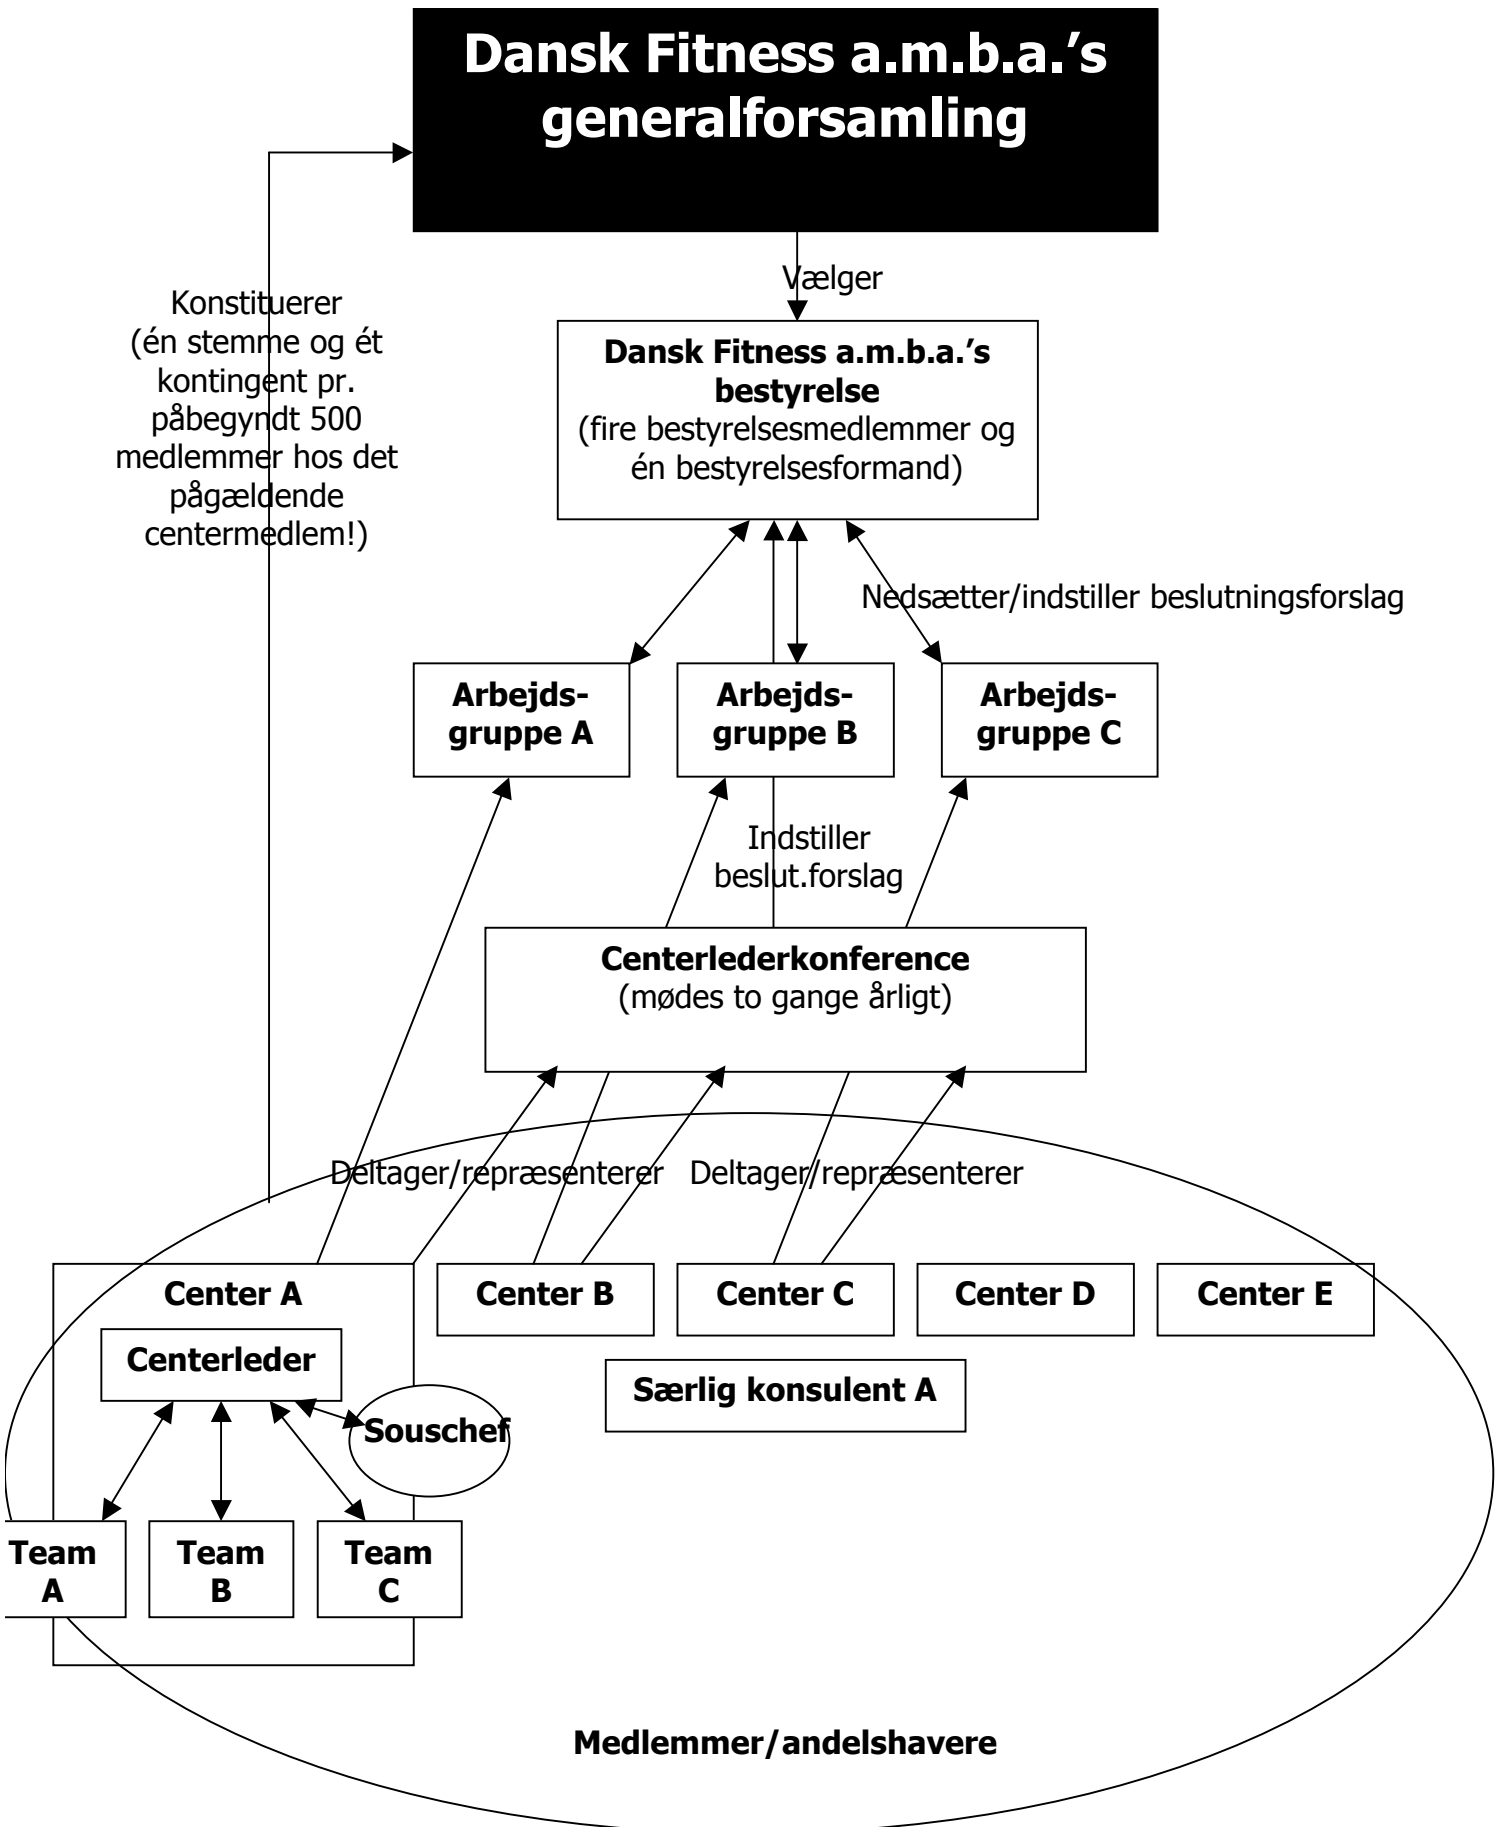 Dansk Fitness a.m.b.a.’s
generalforsamling
Vælger
Konstituerer
(én stemme og ét
kontingent pr.
påbegyndt 500
medlemmer hos det
pågældende
centermedlem!)
Dansk Fitness a.m.b.a.’s
bestyrelse
(fire bestyrelsesmedlemmer og
én bestyrelsesformand)
Nedsætter/indstiller beslutningsforslag
Arbejds-
gruppe A
Arbejds-
gruppe B
Arbejds-
gruppe C
Indstiller
beslut.forslag
Centerlederkonference
(mødes to gange årligt)
Deltager/repræsenterer
Deltager/repræsenterer
Center A
Center B
Center C
Center D
Center E
Centerleder
Særlig konsulent A
Souschef
Team
A
Team
B
Team
C
Medlemmer/andelshavere